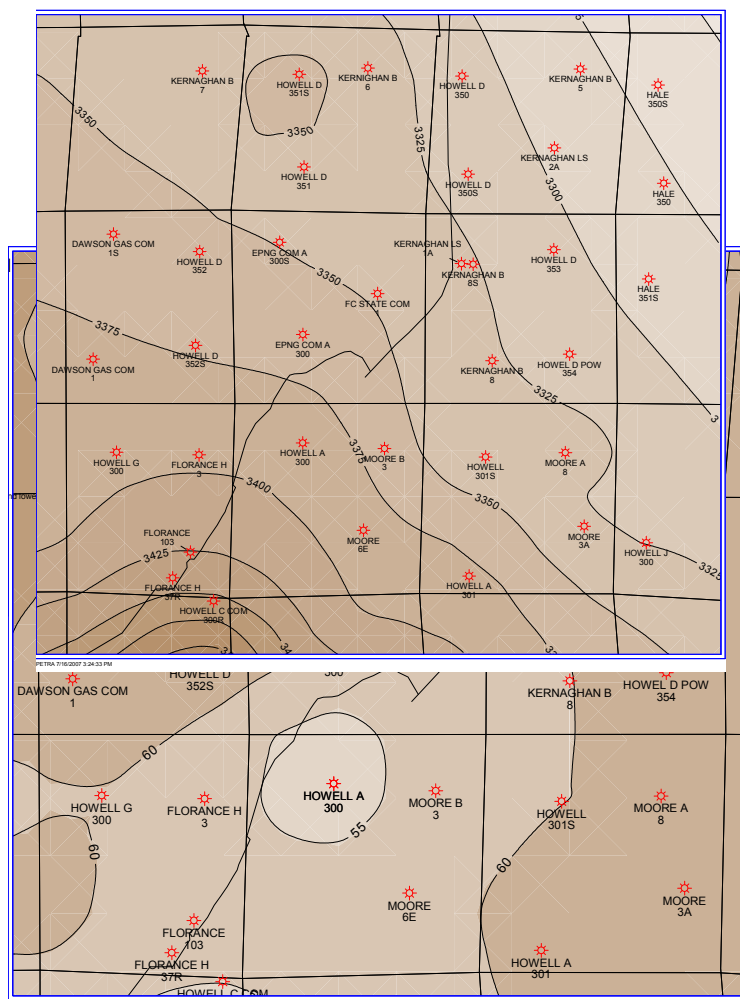 KERNAGHAN B
7
HOWELL D
351S
KERNIGHAN B
6
HOWELL D
350
KERNAGHAN B
5
HALE
350S
3350
3350
3325
HOWELL D
351
HOWELL D
350S
KERNAGHAN LS
2A
3300
HALE
350
DAWSON GAS COM
1S
HOWELL D
352
EPNG COM A
300S
KERNAGHAN LS
1A
KERNAGHAN B
8S
HOWELL D
353
HALE
351S
3350
FC STATE COM
1
3375
DAWSON GAS COM
1
HOWELL D
352S
EPNG COM A
300
KERNAGHAN B
8
HOWEL D POW
354
3325
3
HOWELL G
300
FLORANCE H
3
HOWELL A
300
3375
MOORE B
3
HOWELL
301S
MOORE A
8
3400
3350
FLORANCE
103
3425
MOORE
6E
MOORE
3A
HOWELL J
300
3325
FLORANCE H
37R
HOWELL C COM
300R
HOWELL A
301
34
33
PETRA 7/16/2007 3:24:33 PM
DAWSON GAS COM
1
HOWELL D
352S
300
KERNAGHAN B
8
HOWEL D POW
354
60
HOWELL G
300
FLORANCE H
3
HOWELL A
300
MOORE B
3
HOWELL
301S
MOORE A
8
55
60
60
MOORE
6E
MOORE
3A
FLORANCE
103
FLORANCE H
37R
HOWELL A
301
HOWELL C COM